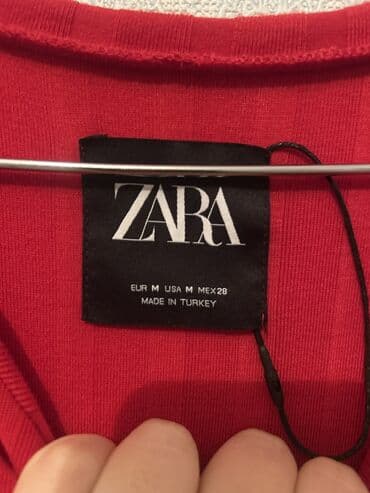 ZARA
EUR M USA M MEX 28
MADE IN TURKEY